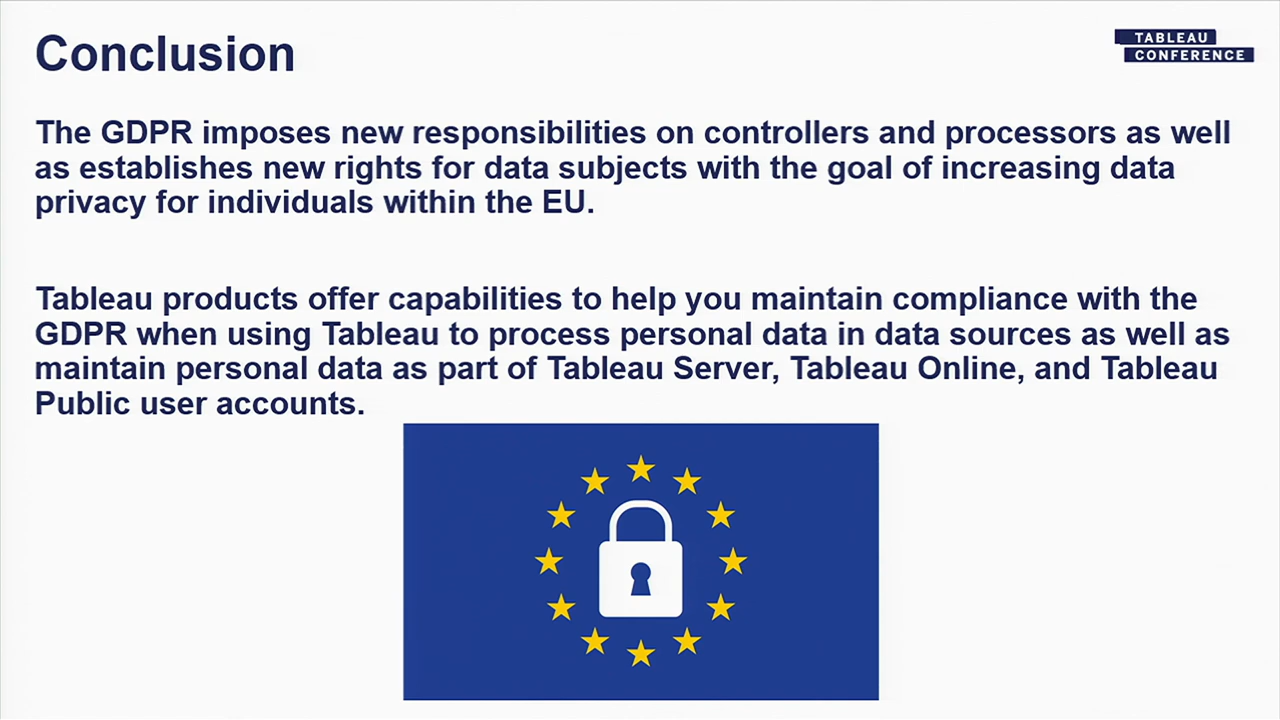 Conclusion
TABLEAU
CONFERENCE
The GDPR imposes new responsibilities on controllers and processors as well
as establishes new rights for data subjects with the goal of increasing data
privacy for individuals within the EU.
Tableau products offer capabilities to help you maintain compliance with the
GDPR when using Tableau to process personal data in data sources as well as
maintain personal data as part of Tableau Server, Tableau Online, and Tableau
Public user accounts.